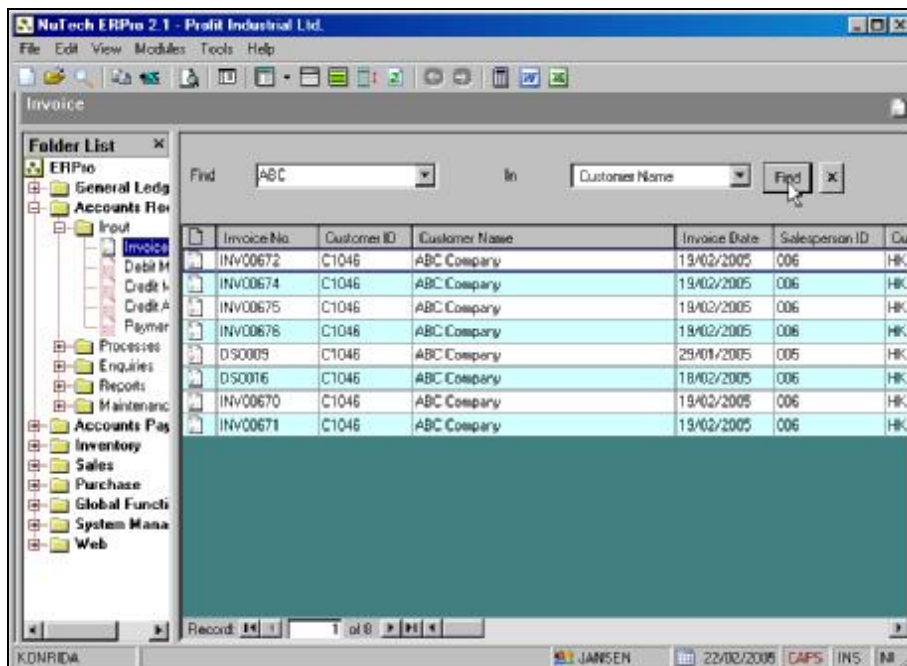 NuTech ERPro 2.1 - Profit Industrial Ltd.
File Edit View Modules Tools Help
Invoice
Folder List
ERPro
General Ledg
Accounts Rec
Input
Invoice
Debit M
Credit M
Credit A
Paymen
Processes
Enquiries
Reports
Maintenanc
Accounts Pay
Inventory
Sales
Purchase
Global Functi
System Mana
Web
Find ABC In Customer Name Find
Invoice No. Customer ID Customer Name Invoice Date Salesperson ID Cu
INV00672 C1046 ABC Company 19/02/2005 006 HK
INV00674 C1046 ABC Company 19/02/2005 006 HK
INV00675 C1046 ABC Company 19/02/2005 006 HK
INV00676 C1046 ABC Company 19/02/2005 006 HK
DS0009 C1046 ABC Company 29/01/2005 005 HK
DS0016 C1046 ABC Company 18/02/2005 006 HK
INV00670 C1046 ABC Company 19/02/2005 006 HK
INV00671 C1046 ABC Company 19/02/2005 006 HK
Record: 1 of 8
KONRIDA JANSEN 22/02/2005 CAPS INS